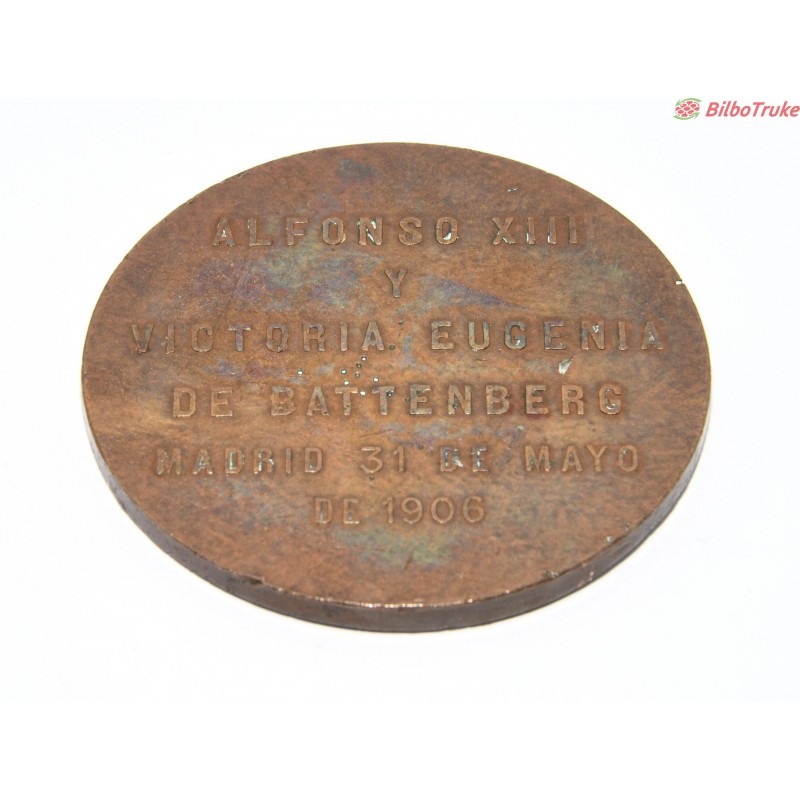 BilboTruke
ALFONSO XIII
Y
VICTORIA EUGENIA
DE BATTENBERG
MADRID 31 DE MAYO
DE 1906